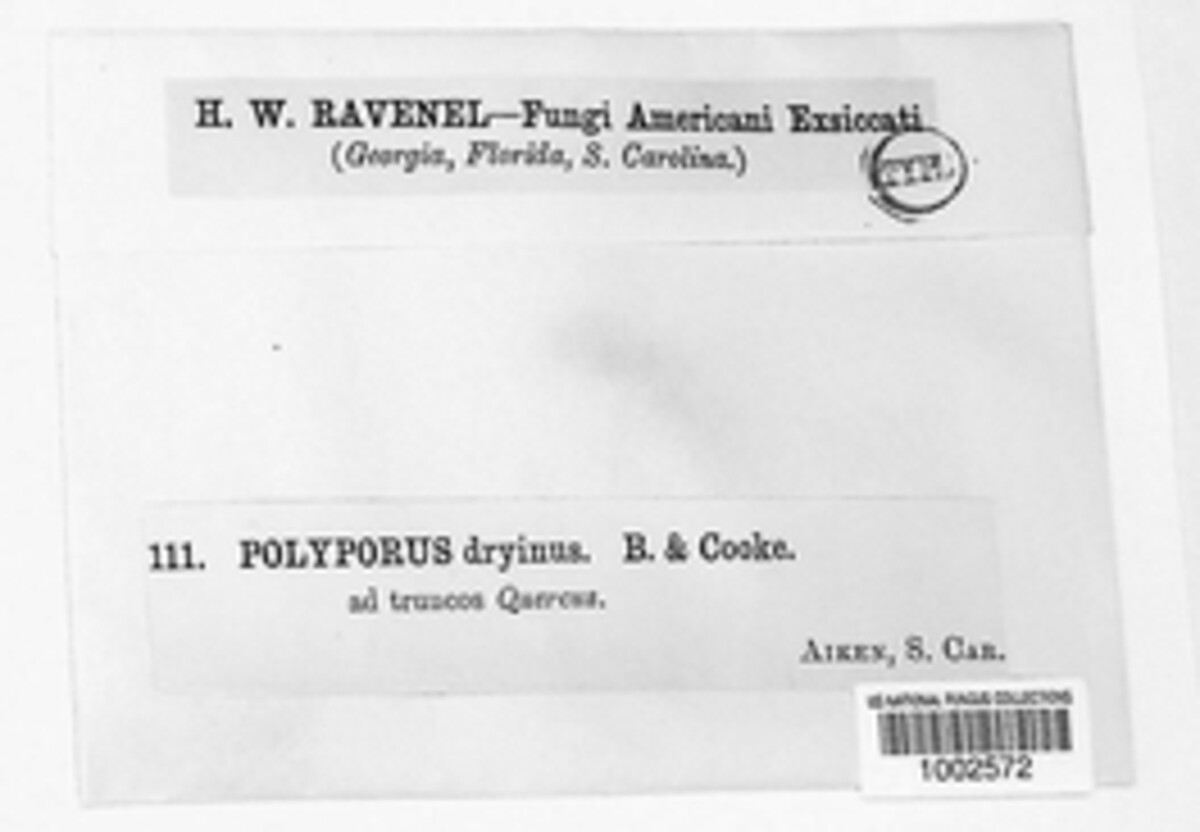 H. W. RAVENEL—Fungi Americani Exsiccati
(Georgia, Florida, S. Carolina.)
111. POLYPORUS dryinus. B. & Cooke.
ad truncos Quercus.
AIKEN, S. CAR.
US NATIONAL FUNGUS COLLECTIONS
1002572